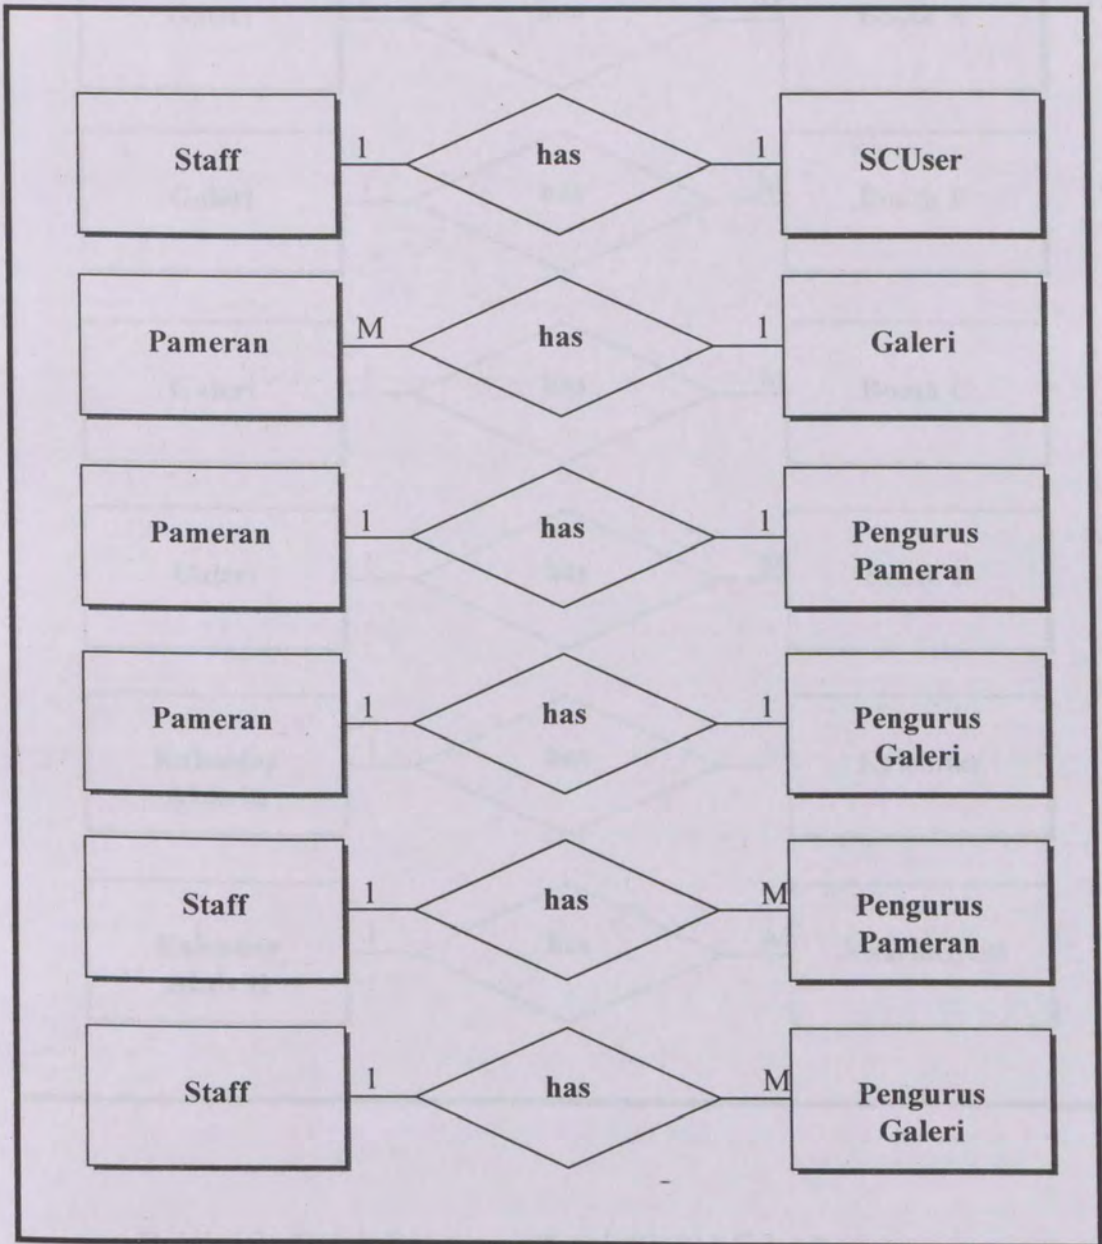 Staff 1 has 1 SCUser
Pameran M has 1 Galeri
Pameran 1 has 1 Pengurus
Pameran
Pameran 1 has 1 Pengurus
Galeri
Staff 1 has M Pengurus
Pameran
Staff 1 has M Pengurus
Galeri